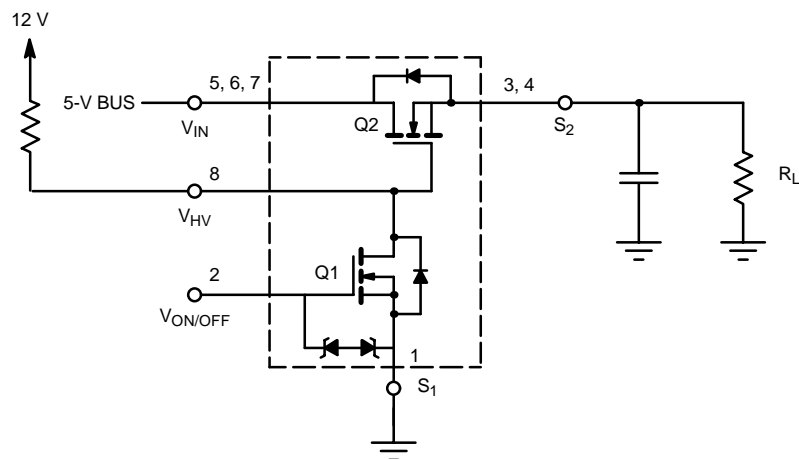 12 V
5-V BUS
5, 6, 7
3, 4
VIN
Q2
S2
RL
8
VHV
2
Q1
VON/OFF
1
S1